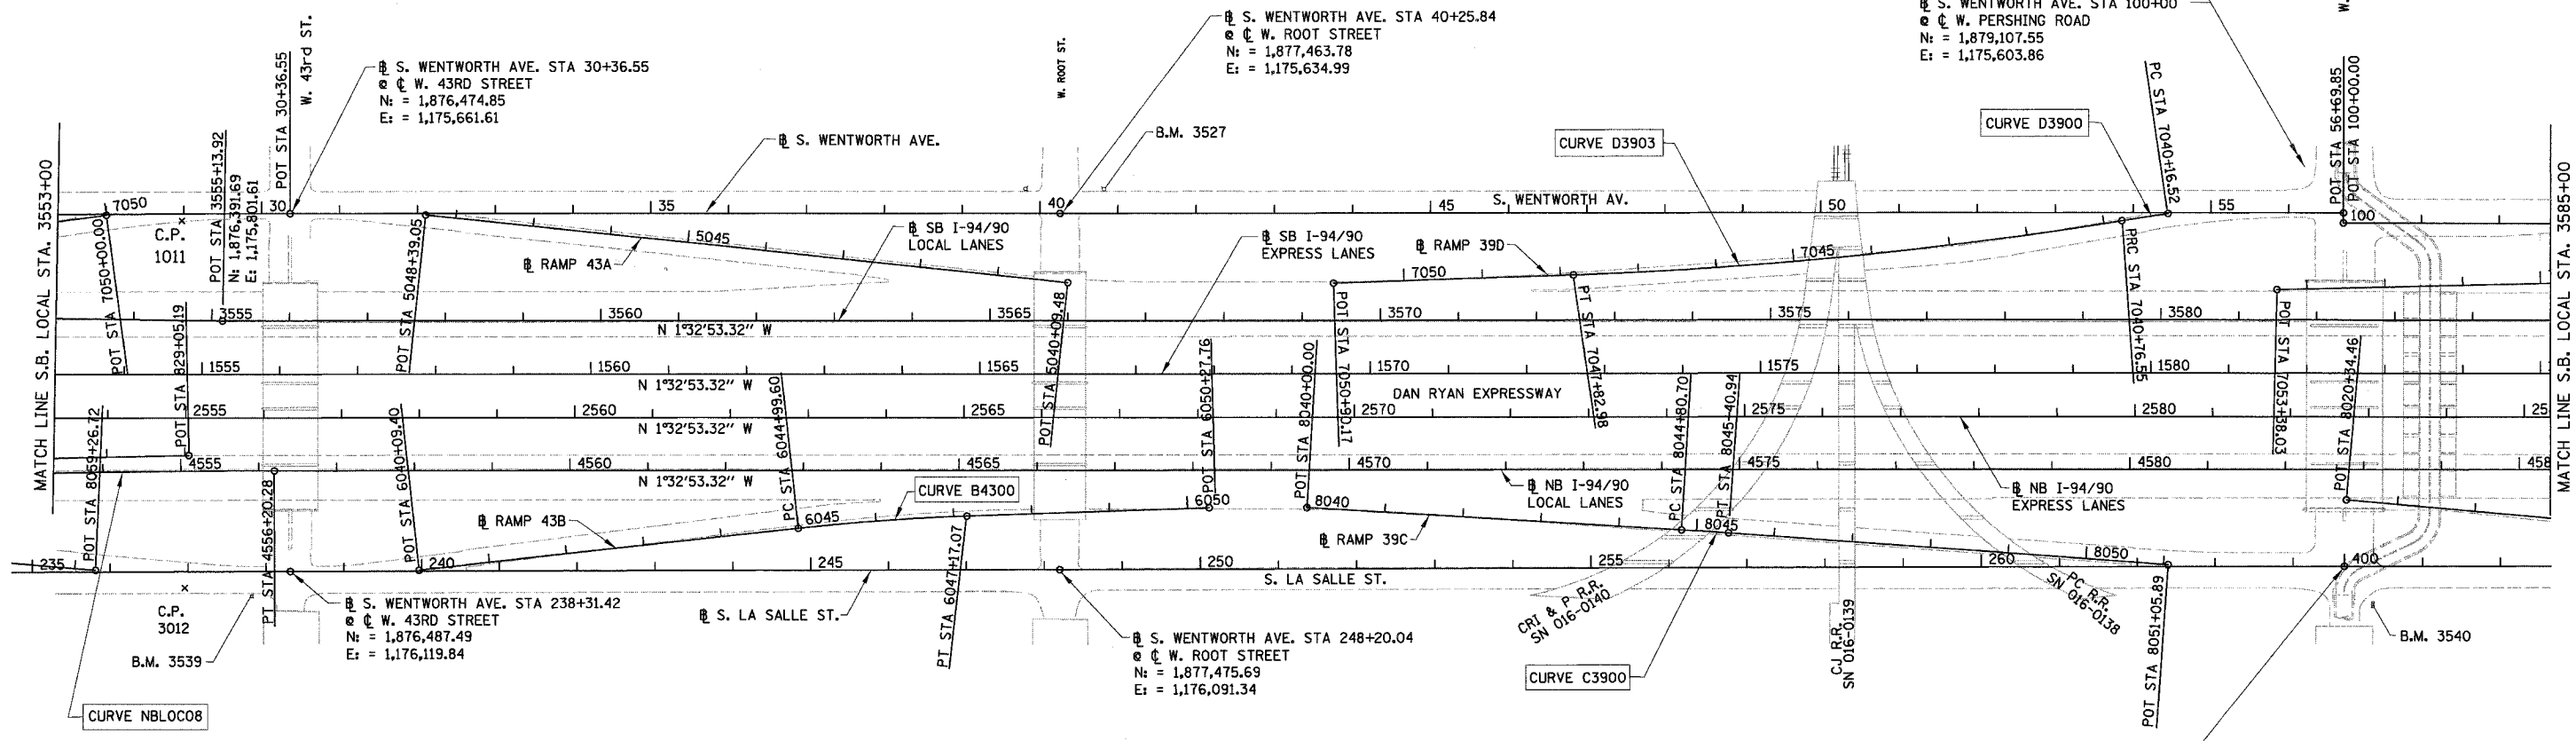 ℄ S. WENTWORTH AVE. STA 30+36.55
@ ℄ W. 43RD STREET
N: = 1,876,474.85
E: = 1,175,661.61
POT STA 30+36.55
W. 43rd ST.
W. ROOT ST.
B S. WENTWORTH AVE. STA 40+25.84
@ ℄ W. ROOT STREET
N: = 1,877,463.78
E: = 1,175,634.99
B S. WENTWORTH AVE. STA 100+00
@ ℄ W. PERSHING ROAD
N: = 1,879,107.55
E: = 1,175,603.86
W.
B S. WENTWORTH AVE.
B.M. 3527
CURVE D3903
CURVE D3900
PC STA 7040+16.52
POT STA 56+69.85
POT STA 100+00.00
MATCH LINE S.B. LOCAL STA. 3553+00
MATCH LINE S.B. LOCAL STA. 3585+00
7050
C.P.
1011
POT STA 3555+13.92
N: 1,876,391.69
E: 1,175,801.61
30
35
40
45
S. WENTWORTH AV.
50
55
100
POT STA 7050+00.00
POT STA 5048+39.05
B RAMP 43A
5045
B SB I-94/90
LOCAL LANES
B SB I-94/90
EXPRESS LANES
B RAMP 39D
7050
7045
PRC STA 7040+76.55
POT STA 829+05.19
3555
3560
N 1°32'53.32" W
3565
3570
3575
3580
POT STA 5040+09.48
POT STA 7050+90.17
PT STA 7047+82.98
POT STA 7053+38.03
1555
1560
N 1°32'53.32" W
1565
1570
1575
1580
DAN RYAN EXPRESSWAY
2555
2560
N 1°32'53.32" W
2565
2570
2575
2580
25
POT STA 8059+26.72
POT STA 6040+09.40
PC STA 6044+99.60
POT STA 6050+27.76
POT STA 8040+00.00
PC STA 8044+80.70
PT STA 8045+40.94
POT STA 8020+34.46
4555
4560
N 1°32'53.32" W
4565
4570
4575
4580
458
PT STA 4556+20.28
B RAMP 43B
6045
CURVE B4300
6050
8040
B NB I-94/90
LOCAL LANES
B NB I-94/90
EXPRESS LANES
B RAMP 39C
8045
8050
235
240
245
250
S. LA SALLE ST.
255
260
400
C.P.
3012
B.M. 3539
B S. WENTWORTH AVE. STA 238+31.42
@ ℄ W. 43RD STREET
N: = 1,876,487.49
E: = 1,176,119.84
B S. LA SALLE ST.
PT STA 6047+17.07
B S. WENTWORTH AVE. STA 248+20.04
@ ℄ W. ROOT STREET
N: = 1,877,475.69
E: = 1,176,091.34
CRI & P R.R.
SN 016-0140
CJ R.R.
SN 016-0139
PC R.R.
SN 016-0138
POT STA 8051+05.89
B.M. 3540
CURVE C3900
CURVE NBLOC08